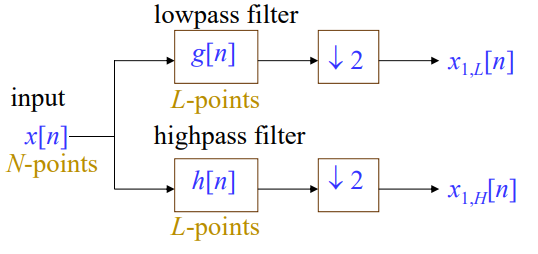 lowpass filter
g[n]
↓ 2
x₁,L[n]
L-points
input
x[n]
N-points
highpass filter
h[n]
↓ 2
x₁,H[n]
L-points